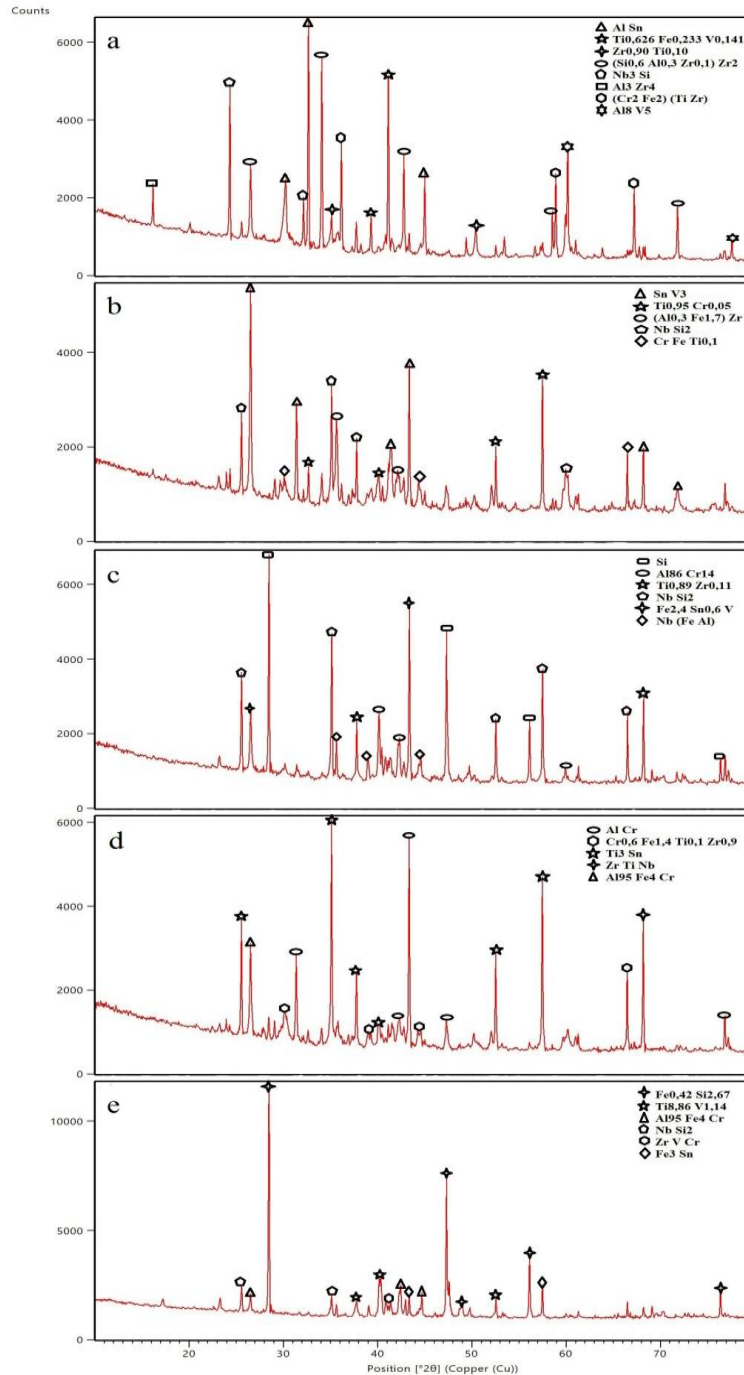 Counts
a
6000
4000
2000
0
Al Sn
Ti0,626 Fe0,233 V0,141
Zr0,90 Ti0,10
(Si0,6 Al0,3 Zr0,1) Zr2
Nb3 Si
Al3 Zr4
(Cr2 Fe2) (Ti Zr)
Al8 V5
b
4000
2000
0
Sn V3
Ti0,95 Cr0,05
(Al0,3 Fe1,7) Zr
Nb Si2
Cr Fe Ti0,1
c
6000
4000
2000
0
Si
Al86 Cr14
Ti0,89 Zr0,11
Nb Si2
Fe2,4 Sn0,6 V
Nb (Fe Al)
d
6000
4000
2000
0
Al Cr
Cr0,6 Fe1,4 Ti0,1 Zr0,9
Ti3 Sn
Zr Ti Nb
Al95 Fe4 Cr
e
10000
5000
0
Fe0,42 Si2,67
Ti8,86 V1,14
Al95 Fe4 Cr
Nb Si2
Zr V Cr
Fe3 Sn
20 30 40 50 60 70
Position [°2θ] (Copper (Cu))